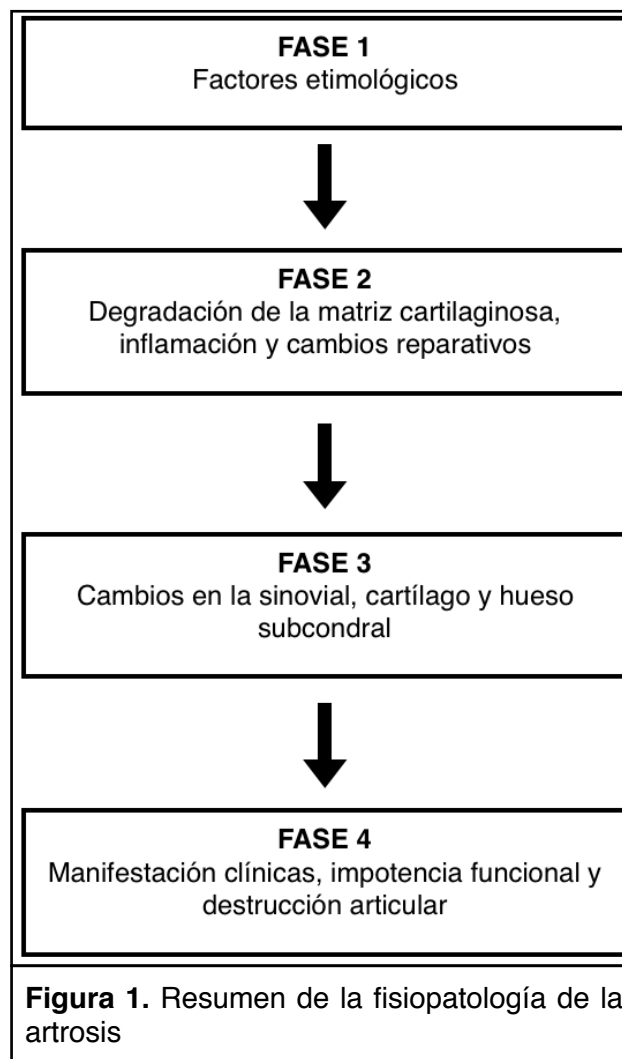 FASE 1
Factores etimológicos
FASE 2
Degradación de la matriz cartilaginosa,
inflamación y cambios reparativos
FASE 3
Cambios en la sinovial, cartílago y hueso
subcondral
FASE 4
Manifestación clínicas, impotencia funcional y
destrucción articular
Figura 1. Resumen de la fisiopatología de la
artrosis